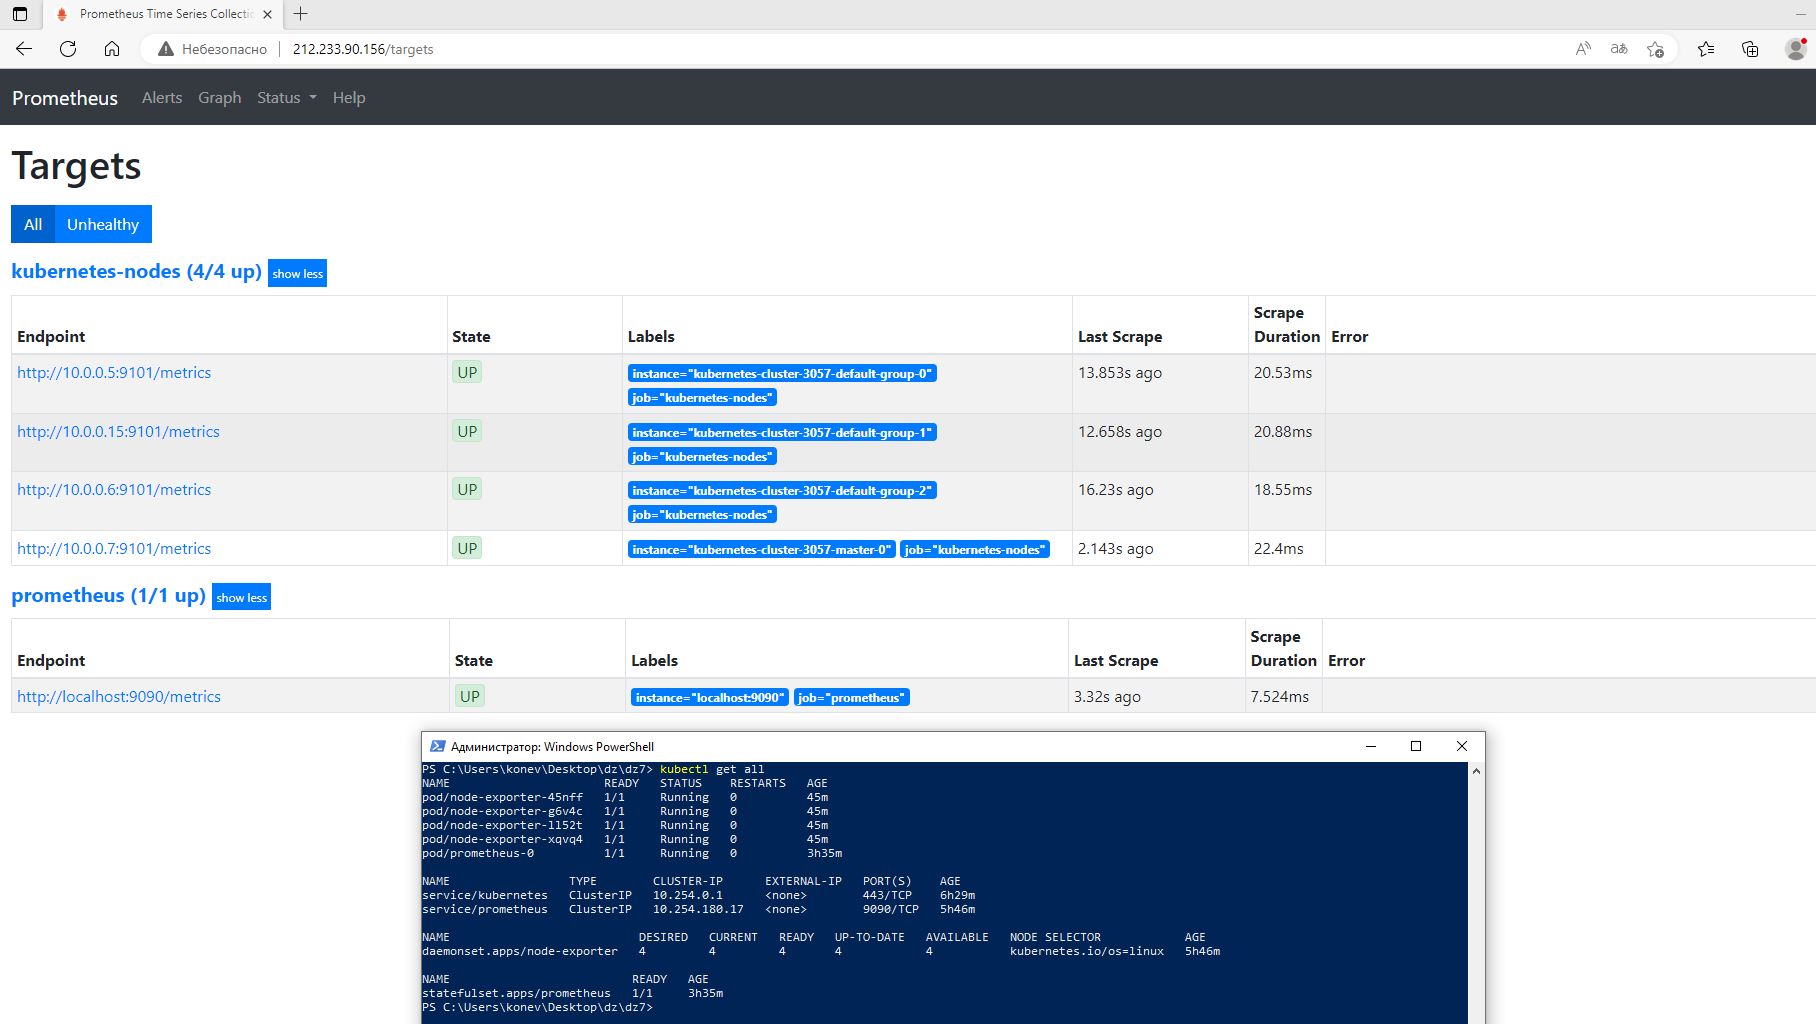 Prometheus Time Series Collectio
Небезопасно 212.233.90.156/targets
Prometheus Alerts Graph Status Help
Targets
All Unhealthy
kubernetes-nodes (4/4 up) show less
Endpoint State Labels Last Scrape Scrape Duration Error
http://10.0.0.5:9101/metrics UP instance="kubernetes-cluster-3057-default-group-0" 13.853s ago 20.53ms
job="kubernetes-nodes"
http://10.0.0.15:9101/metrics UP instance="kubernetes-cluster-3057-default-group-1" 12.658s ago 20.88ms
job="kubernetes-nodes"
http://10.0.0.6:9101/metrics UP instance="kubernetes-cluster-3057-default-group-2" 16.23s ago 18.55ms
job="kubernetes-nodes"
http://10.0.0.7:9101/metrics UP instance="kubernetes-cluster-3057-master-0" job="kubernetes-nodes" 2.143s ago 22.4ms
prometheus (1/1 up) show less
Endpoint State Labels Last Scrape Scrape Duration Error
http://localhost:9090/metrics UP instance="localhost:9090" job="prometheus" 3.32s ago 7.524ms
Администратор: Windows PowerShell
PS C:\Users\konev\Desktop\dz\dz7> kubectl get all
NAME READY STATUS RESTARTS AGE
pod/node-exporter-45nff 1/1 Running 0 45m
pod/node-exporter-g6v4c 1/1 Running 0 45m
pod/node-exporter-ll52t 1/1 Running 0 45m
pod/node-exporter-xqvq4 1/1 Running 0 45m
pod/prometheus-0 1/1 Running 0 3h35m
NAME TYPE CLUSTER-IP EXTERNAL-IP PORT(S) AGE
service/kubernetes ClusterIP 10.254.0.1 <none> 443/TCP 6h29m
service/prometheus ClusterIP 10.254.180.17 <none> 9090/TCP 5h46m
NAME DESIRED CURRENT READY UP-TO-DATE AVAILABLE NODE SELECTOR AGE
daemonset.apps/node-exporter 4 4 4 4 4 kubernetes.io/os=linux 5h46m
NAME READY AGE
statefulset.apps/prometheus 1/1 3h35m
PS C:\Users\konev\Desktop\dz\dz7>